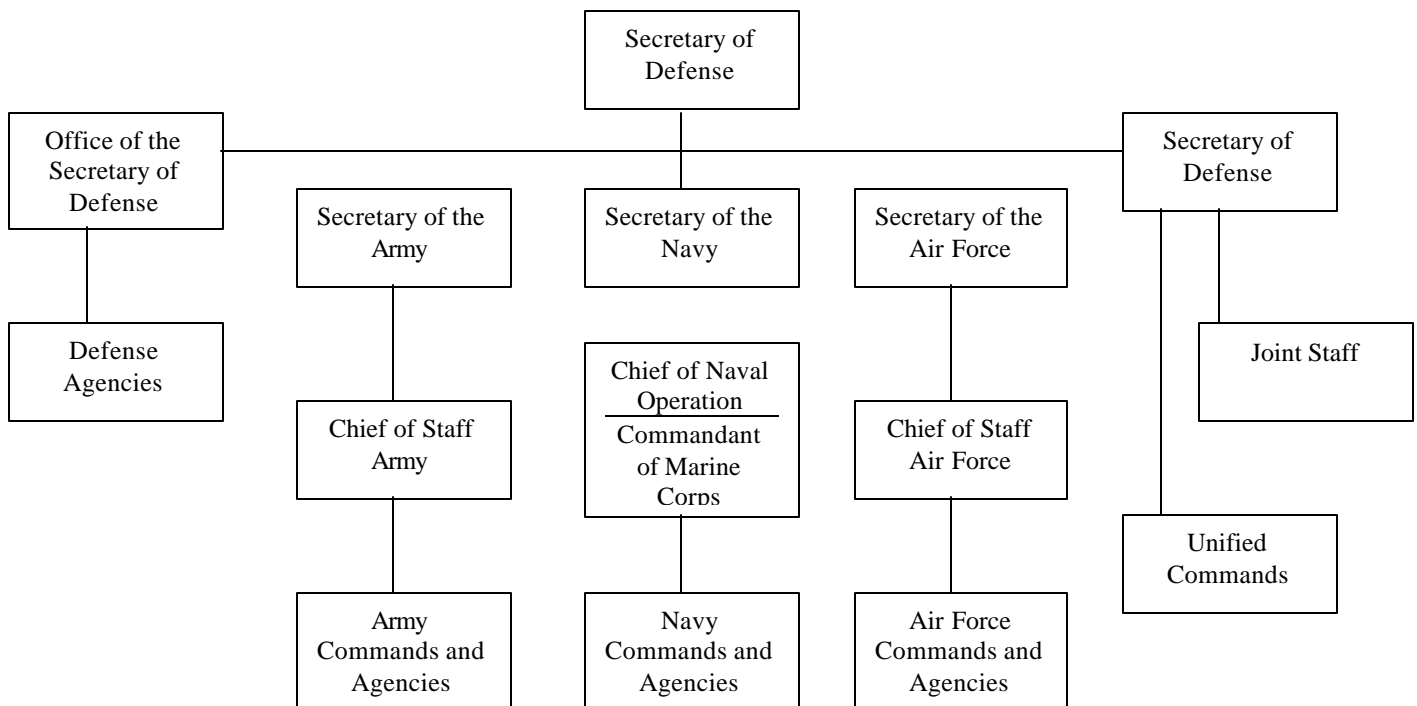 Secretary of
Defense
Office of the
Secretary of
Defense
Secretary of
Defense
Secretary of the
Army
Secretary of the
Navy
Secretary of the
Air Force
Defense
Agencies
Joint Staff
Chief of Naval
Operation
Commandant
of Marine
Corps
Chief of Staff
Army
Chief of Staff
Air Force
Unified
Commands
Army
Commands and
Agencies
Navy
Commands and
Agencies
Air Force
Commands and
Agencies